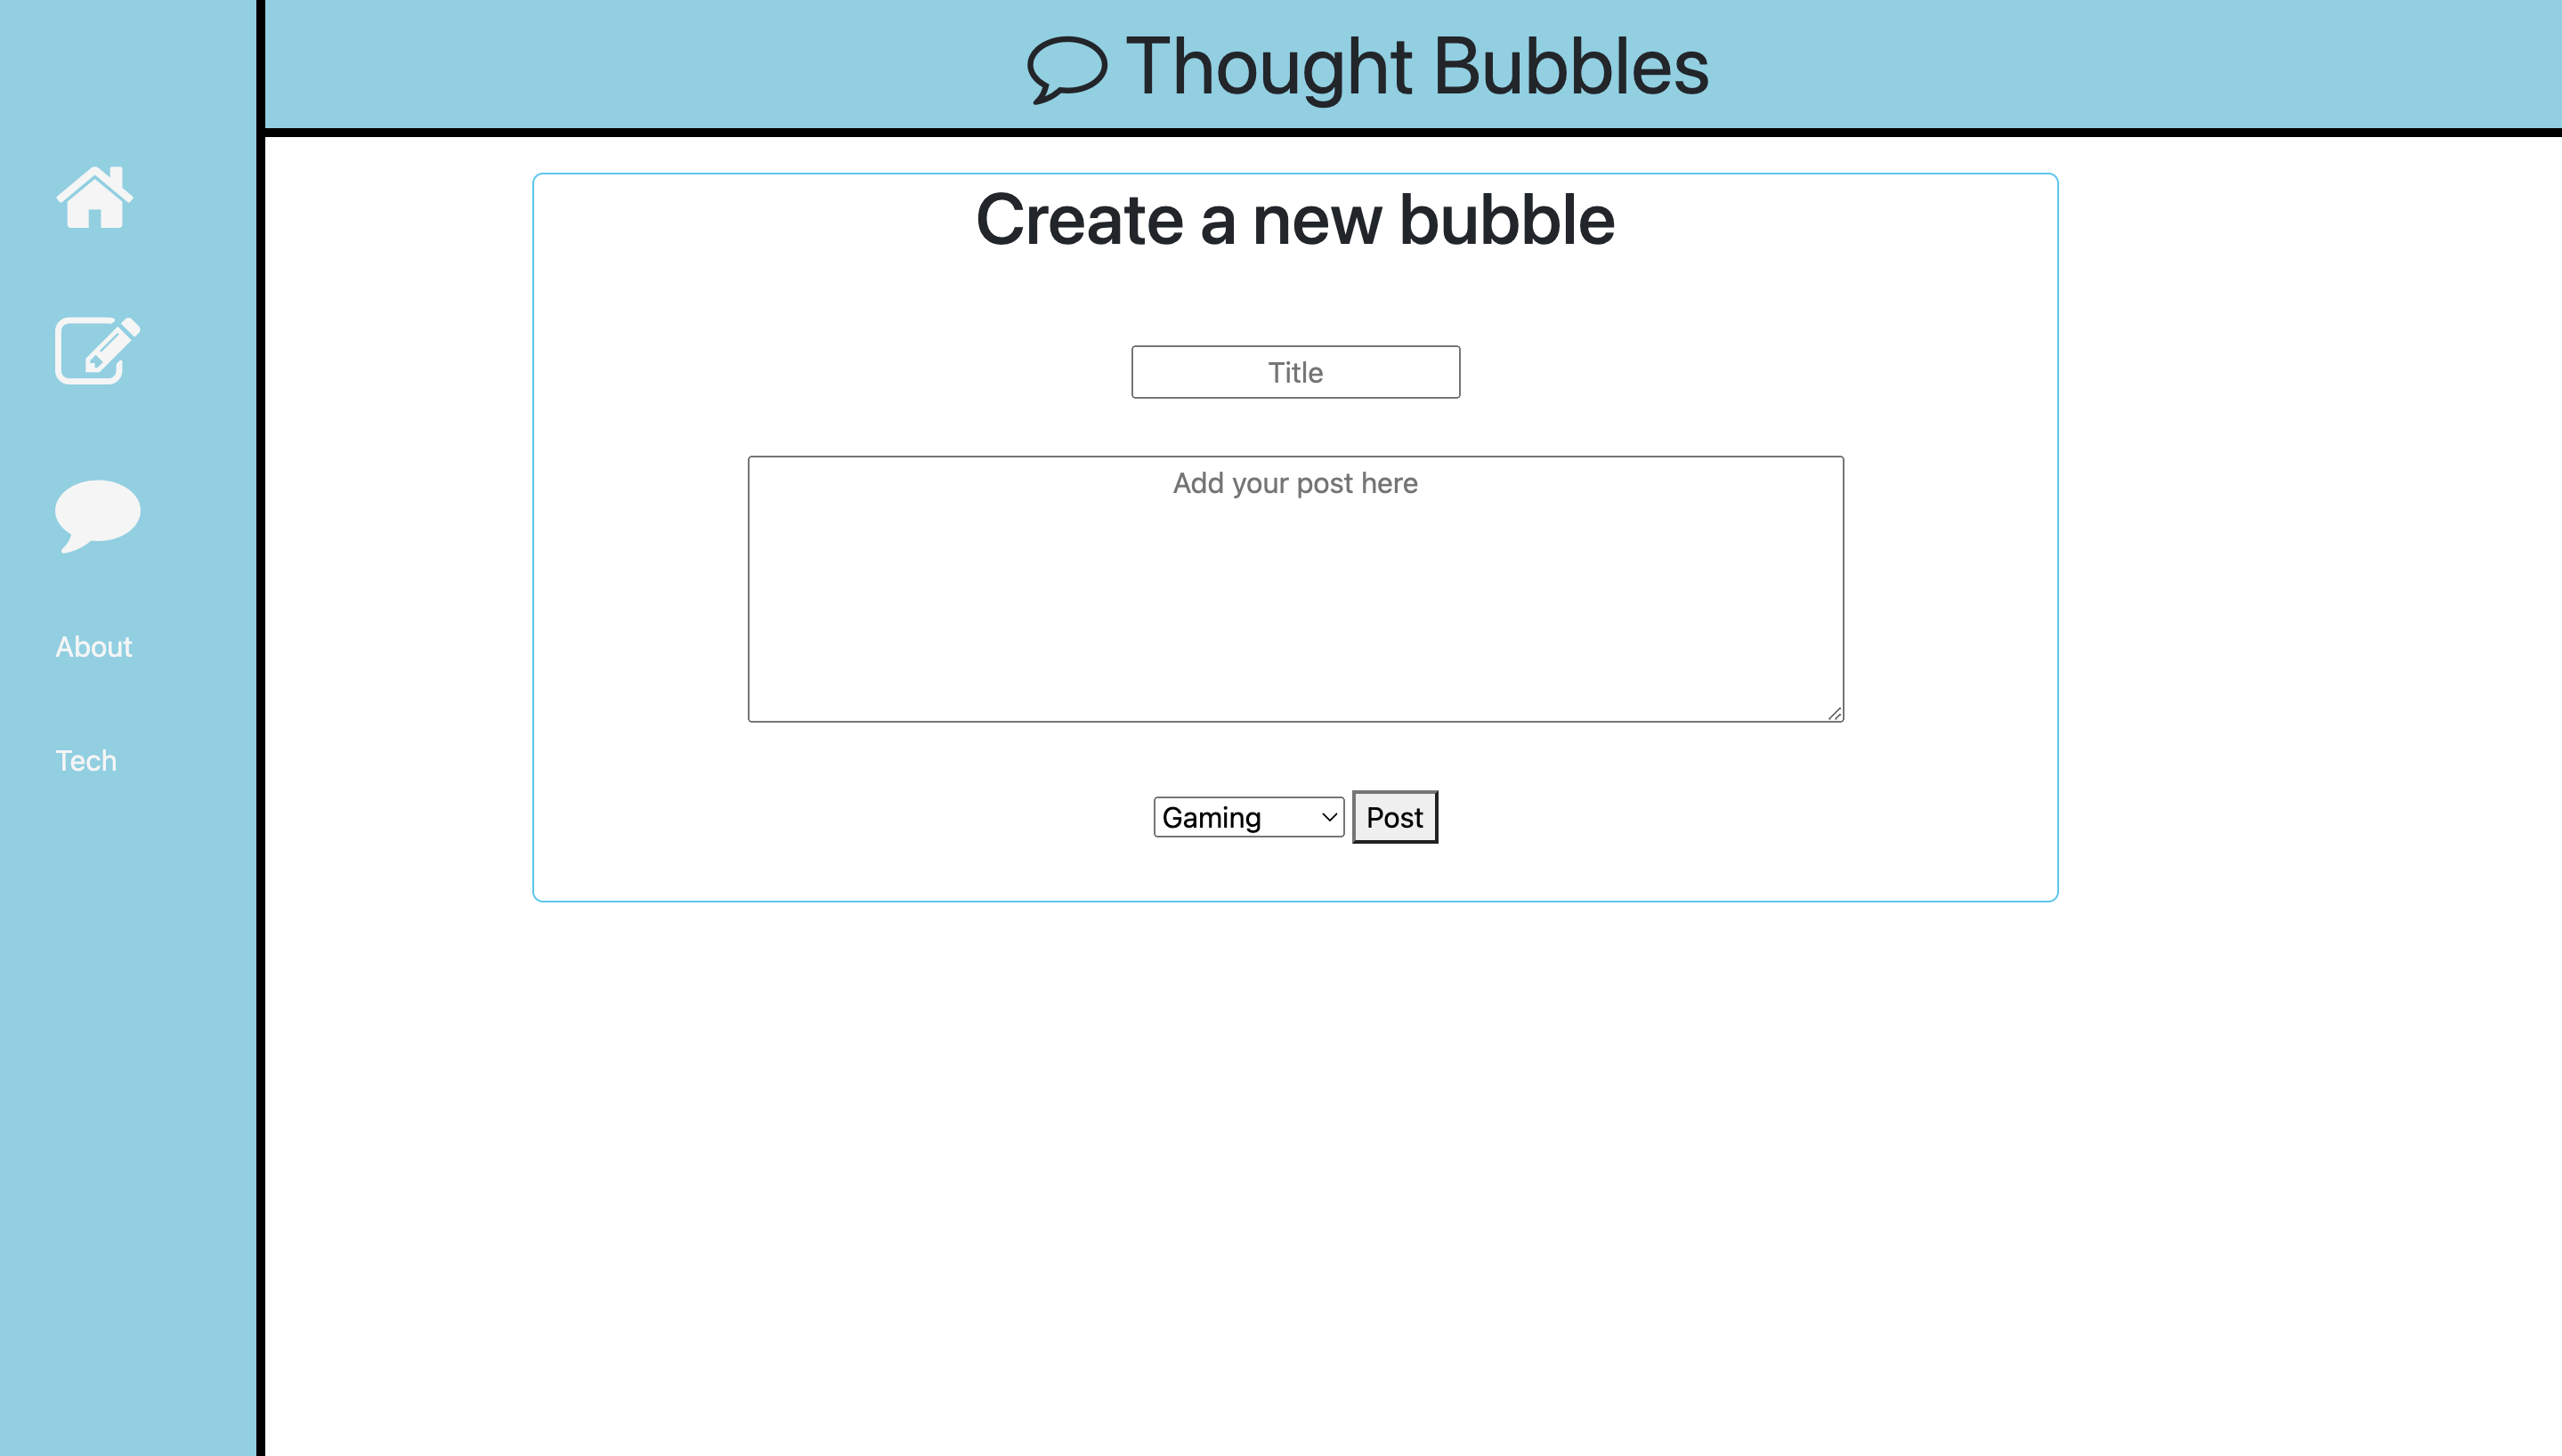 Thought Bubbles
Create a new bubble
Title
Add your post here
About
Tech
Gaming
Post